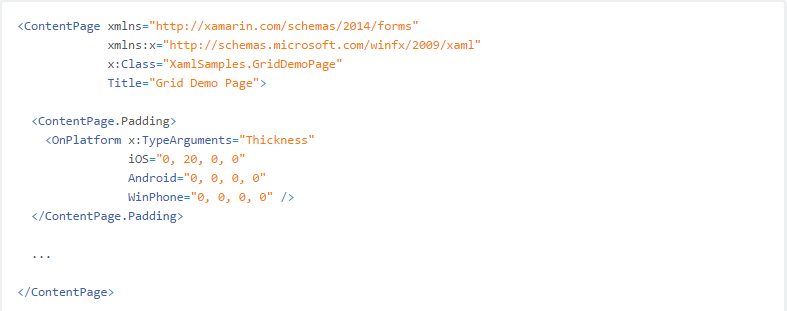 <ContentPage xmlns="http://xamarin.com/schemas/2014/forms"
             xmlns:x="http://schemas.microsoft.com/winfx/2009/xaml"
             x:Class="XamlSamples.GridDemoPage"
             Title="Grid Demo Page">
  <ContentPage.Padding>
    <OnPlatform x:TypeArguments="Thickness"
                iOS="0, 20, 0, 0"
                Android="0, 0, 0, 0"
                WinPhone="0, 0, 0, 0" />
  </ContentPage.Padding>
  ...
</ContentPage>